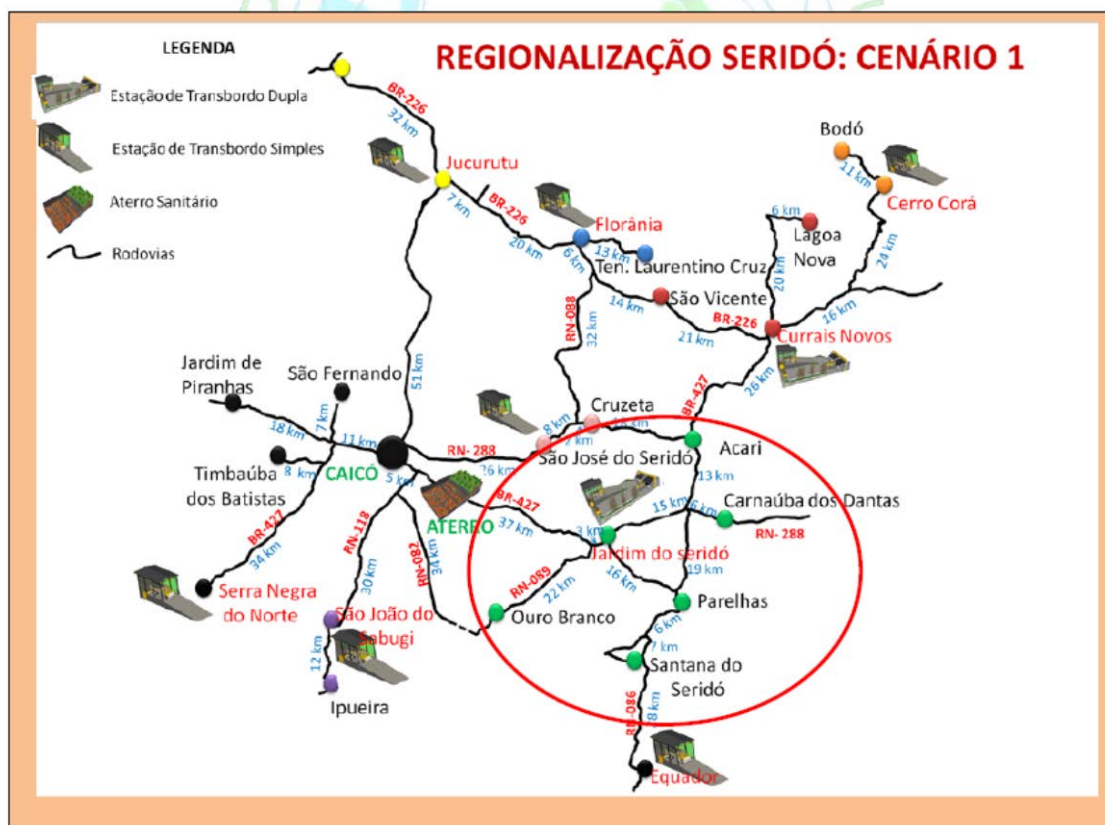 LEGENDA
REGIONALIZAÇÃO SERIDÓ: CENÁRIO 1
Estação de Transbordo Dupla
Estação de Transbordo Simples
Aterro Sanitário
Rodovias
BR-226
32 km
Jucurutu
7 km
BR-226
20 km
Florânia
6 km
13 km
Ten. Laurentino Cruz
14 km
São Vicente
21 km
BR-226
Bodó
11 km
Cerro Corá
24 km
6 km
Lagoa
Nova
20 km
16 km
Currais Novos
26 km
BR-427
RN-088
32 km
51 km
Jardim de
Piranhas
São Fernando
18 km
7 km
11 km
Timbaúba
dos Batistas
8 km
CAICÓ
5 km
RN- 288
26 km
8 km
2 km
Cruzeta
São José do Seridó
Acari
13 km
BR-427
34 km
Serra Negra
do Norte
RN-118
30 km
RN-082
34 km
ATERRO
BR-427
37 km
3 km
Jardim do seridó
15 km
6 km
Carnaúba dos Dantas
RN- 288
19 km
16 km
RN-089
22 km
Ouro Branco
Parelhas
6 km
7 km
Santana do
Seridó
São João do
Sabugi
12 km
Ipueira
RN-086
Equador